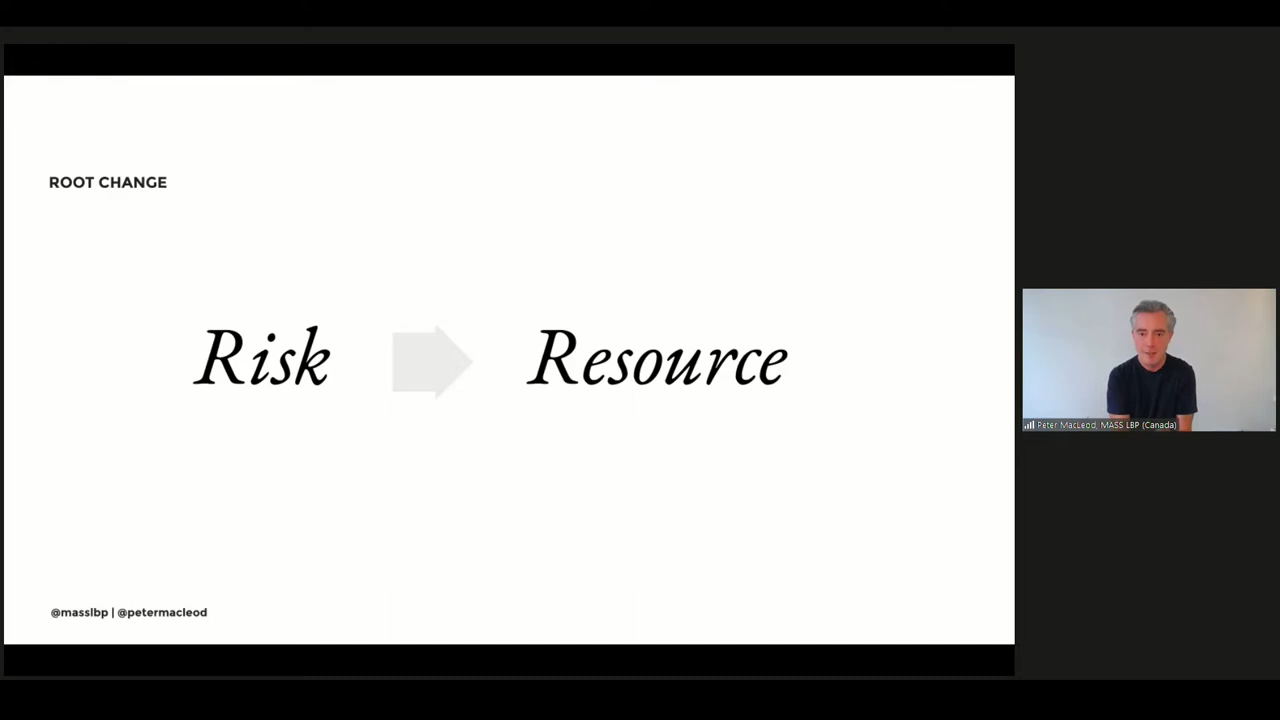 ROOT CHANGE
Risk
Resource
@masslbp | @petermacleod
Peter MacLeod, MASS LBP (Canada)